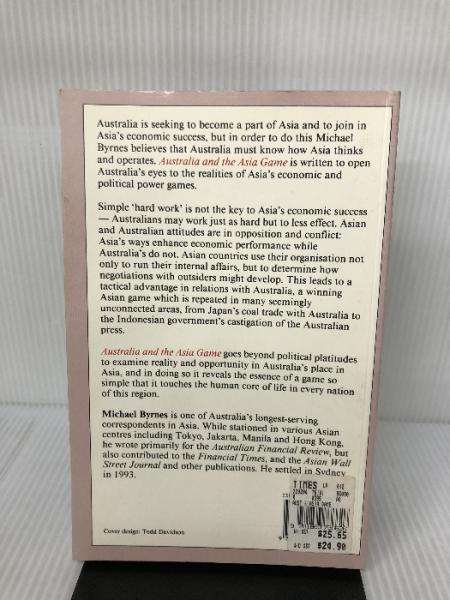 Australia is seeking to become a part of Asia and to join in
Asia's economic success, but in order to do this Michael
Byrnes believes that Australia must know how Asia thinks
and operates. Australia and the Asia Game is written to open
Australia's eyes to the realities of Asia's economic and
political power games.
Simple 'hard work' is not the key to Asia's economic success
— Australians may work just as hard but to less effect. Asian
and Australian attitudes are in opposition and conflict:
Asia's ways enhance economic performance while
Australia's do not. Asian countries use their organisation not
only to run their internal affairs, but to determine how
negotiations with outsiders might develop. This leads to a
tactical advantage in relations with Australia, a winning
Asian game which is repeated in many seemingly
unconnected areas, from Japan's coal trade with Australia to
the Indonesian government's castigation of the Australian
press.
Australia and the Asia Game goes beyond political platitudes
to examine reality and opportunity in Australia's place in
Asia, and in doing so it reveals the essence of a game so
simple that it touches the human core of life in every nation
of this region.
Michael Byrnes is one of Australia's longest-serving
correspondents in Asia. While stationed in various Asian
centres including Tokyo, Jakarta, Manila and Hong Kong,
he wrote primarily for the Australian Financial Review, but
also contributed to the Financial Times, and the Asian Wall
Street Journal and other publications. He settled in Sydney
in 1993.
TIMES
$25.65
$24.90
Cover design: Todd Davidson